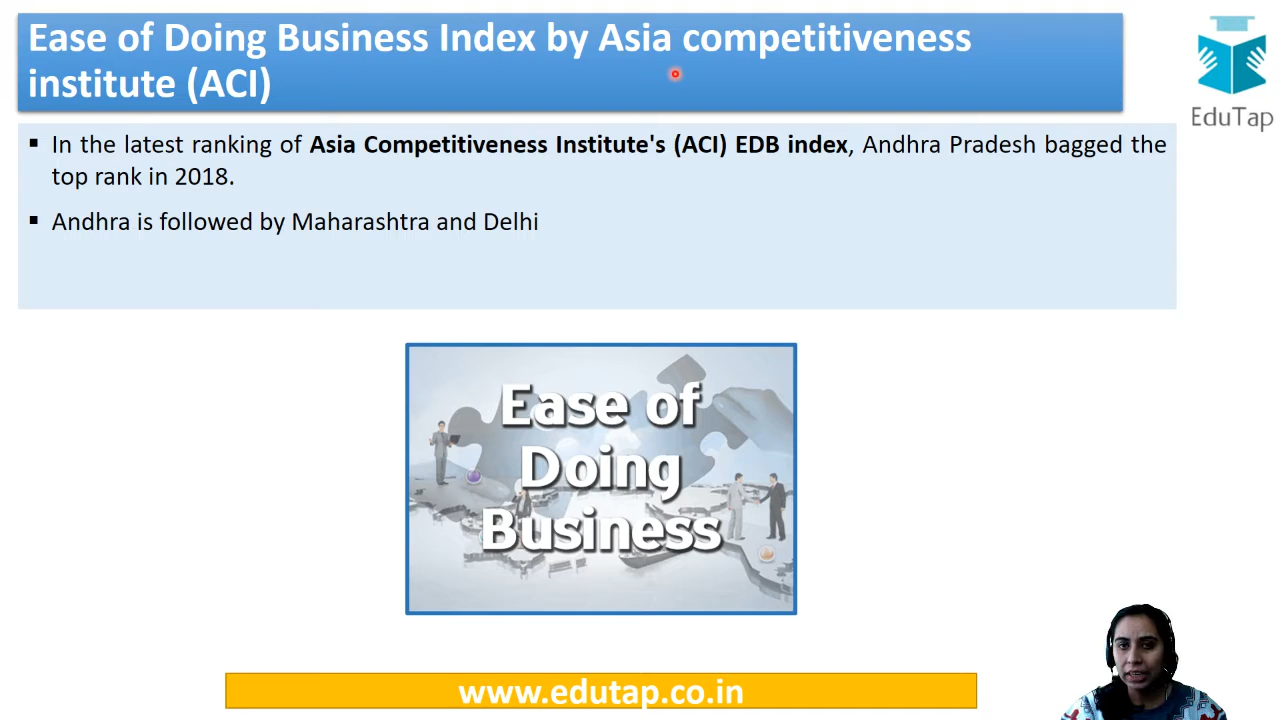 Ease of Doing Business Index by Asia competitiveness
institute (ACI)
EduTap
▪ In the latest ranking of Asia Competitiveness Institute's (ACI) EDB index, Andhra Pradesh bagged the
top rank in 2018.
▪ Andhra is followed by Maharashtra and Delhi
Ease of
Doing
Business
www.edutap.co.in